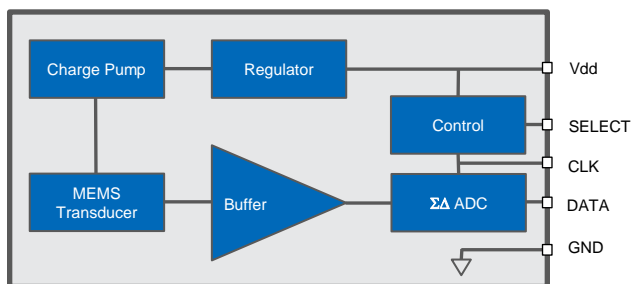 Charge Pump
Regulator
Vdd
Control
SELECT
CLK
MEMS
Transducer
Buffer
ΣΔ ADC
DATA
GND